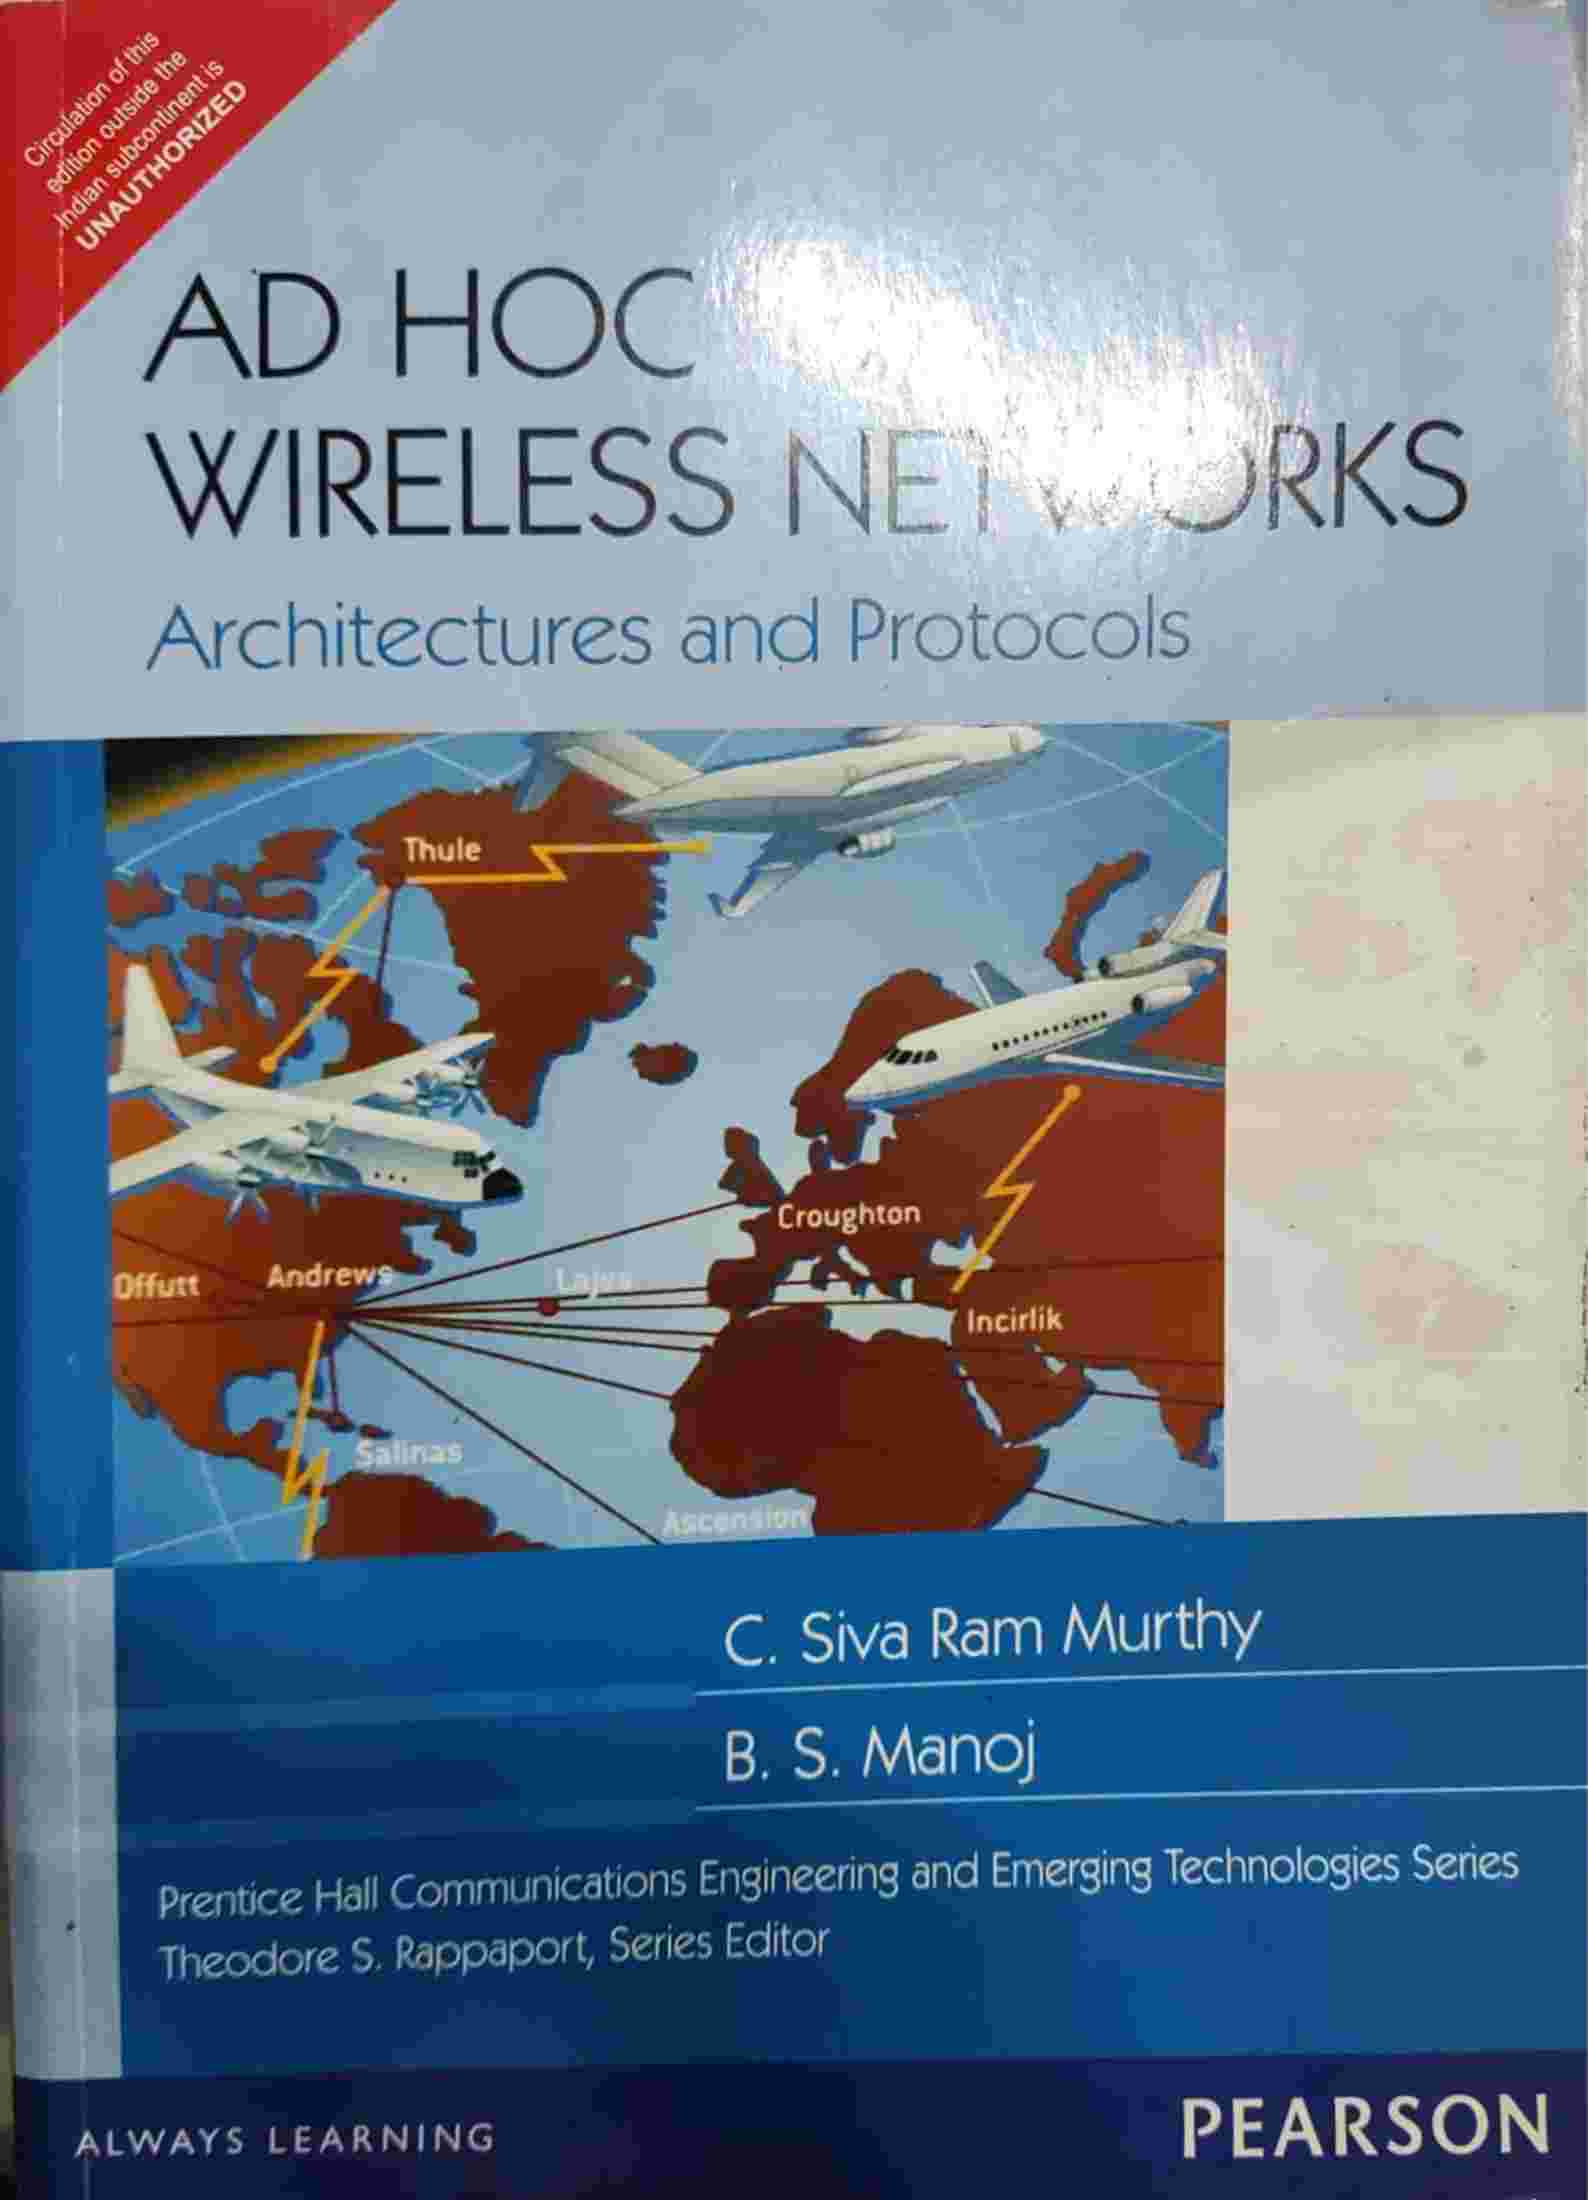 Circulation of this
edition outside the
Indian subcontinent is
UNAUTHORIZED
AD HOC
WIRELESS NETWORKS
Architectures and Protocols
Thule
Croughton
Offutt
Andrews
Lajes
Incirlik
Salinas
Ascension
C. Siva Ram Murthy
B. S. Manoj
Prentice Hall Communications Engineering and Emerging Technologies Series
Theodore S. Rappaport, Series Editor
ALWAYS LEARNING
PEARSON